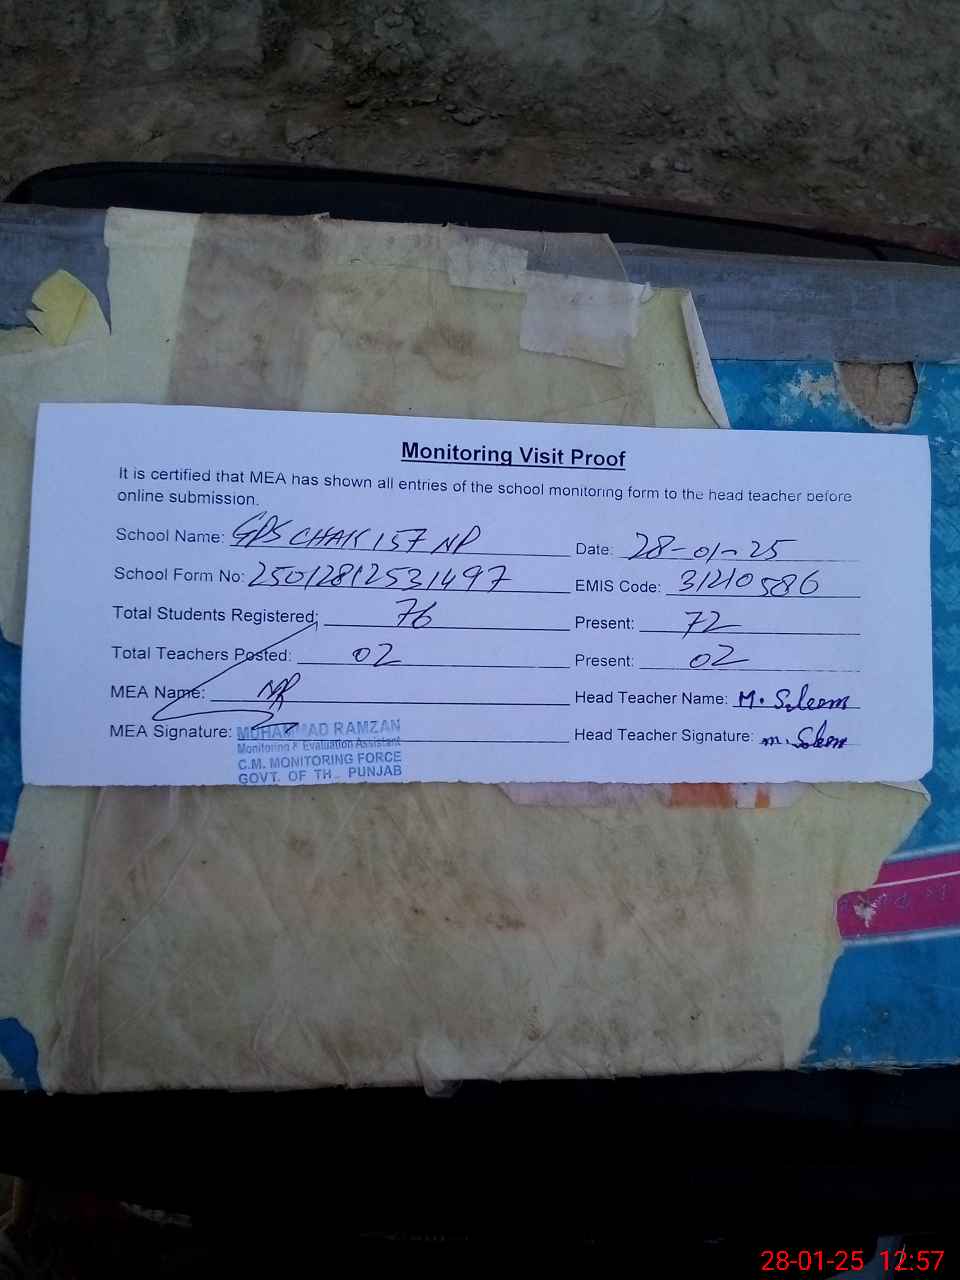 Monitoring Visit Proof
It is certified that MEA has shown all entries of the school monitoring form to the head teacher before
online submission.
School Name: GPS CHAK 157 NP Date: 28-01-25
School Form No: 25012812531497 EMIS Code: 31210586
Total Students Registered: 76 Present: 72
Total Teachers Posted: 02 Present: 02
MEA Name: MR Head Teacher Name: M. Saleem
MEA Signature: Head Teacher Signature: M. Saleem
MUHAMMAD RAMZAN
Monitoring & Evaluation Assistant
C.M. MONITORING FORCE
GOVT. OF TH PUNJAB
28-01-25 12:57